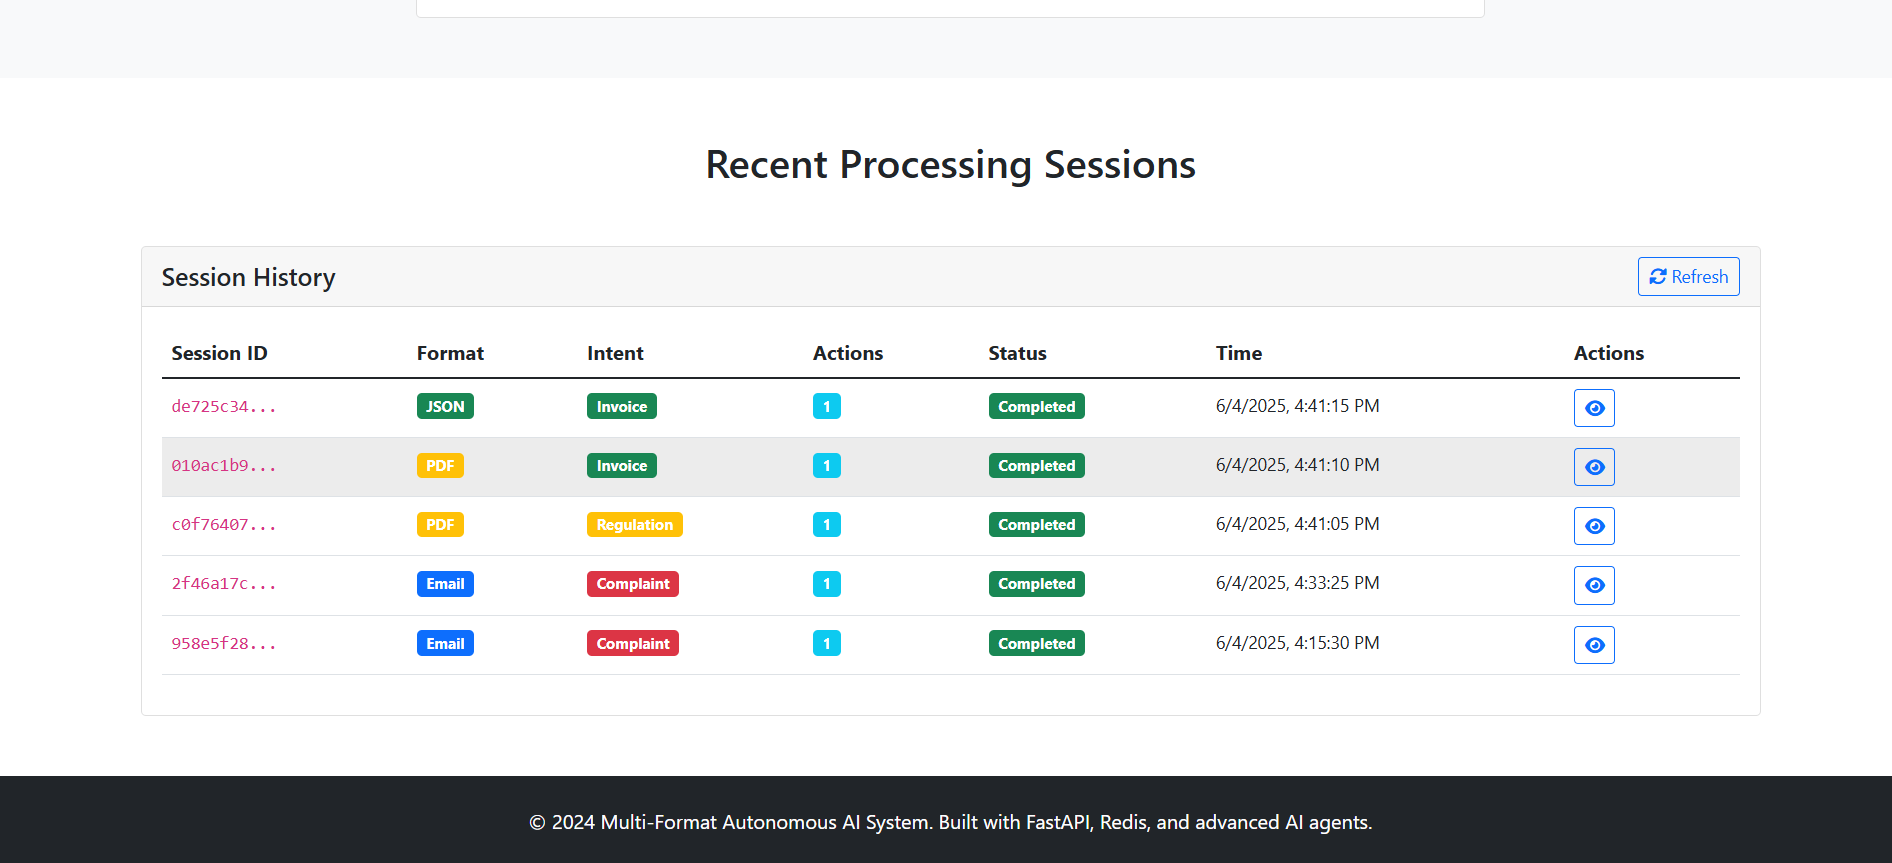 Recent Processing Sessions
Session History
Refresh
Session ID Format Intent Actions Status Time Actions
de725c34... JSON Invoice 1 Completed 6/4/2025, 4:41:15 PM
010ac1b9... PDF Invoice 1 Completed 6/4/2025, 4:41:10 PM
c0f76407... PDF Regulation 1 Completed 6/4/2025, 4:41:05 PM
2f46a17c... Email Complaint 1 Completed 6/4/2025, 4:33:25 PM
958e5f28... Email Complaint 1 Completed 6/4/2025, 4:15:30 PM
© 2024 Multi-Format Autonomous AI System. Built with FastAPI, Redis, and advanced AI agents.